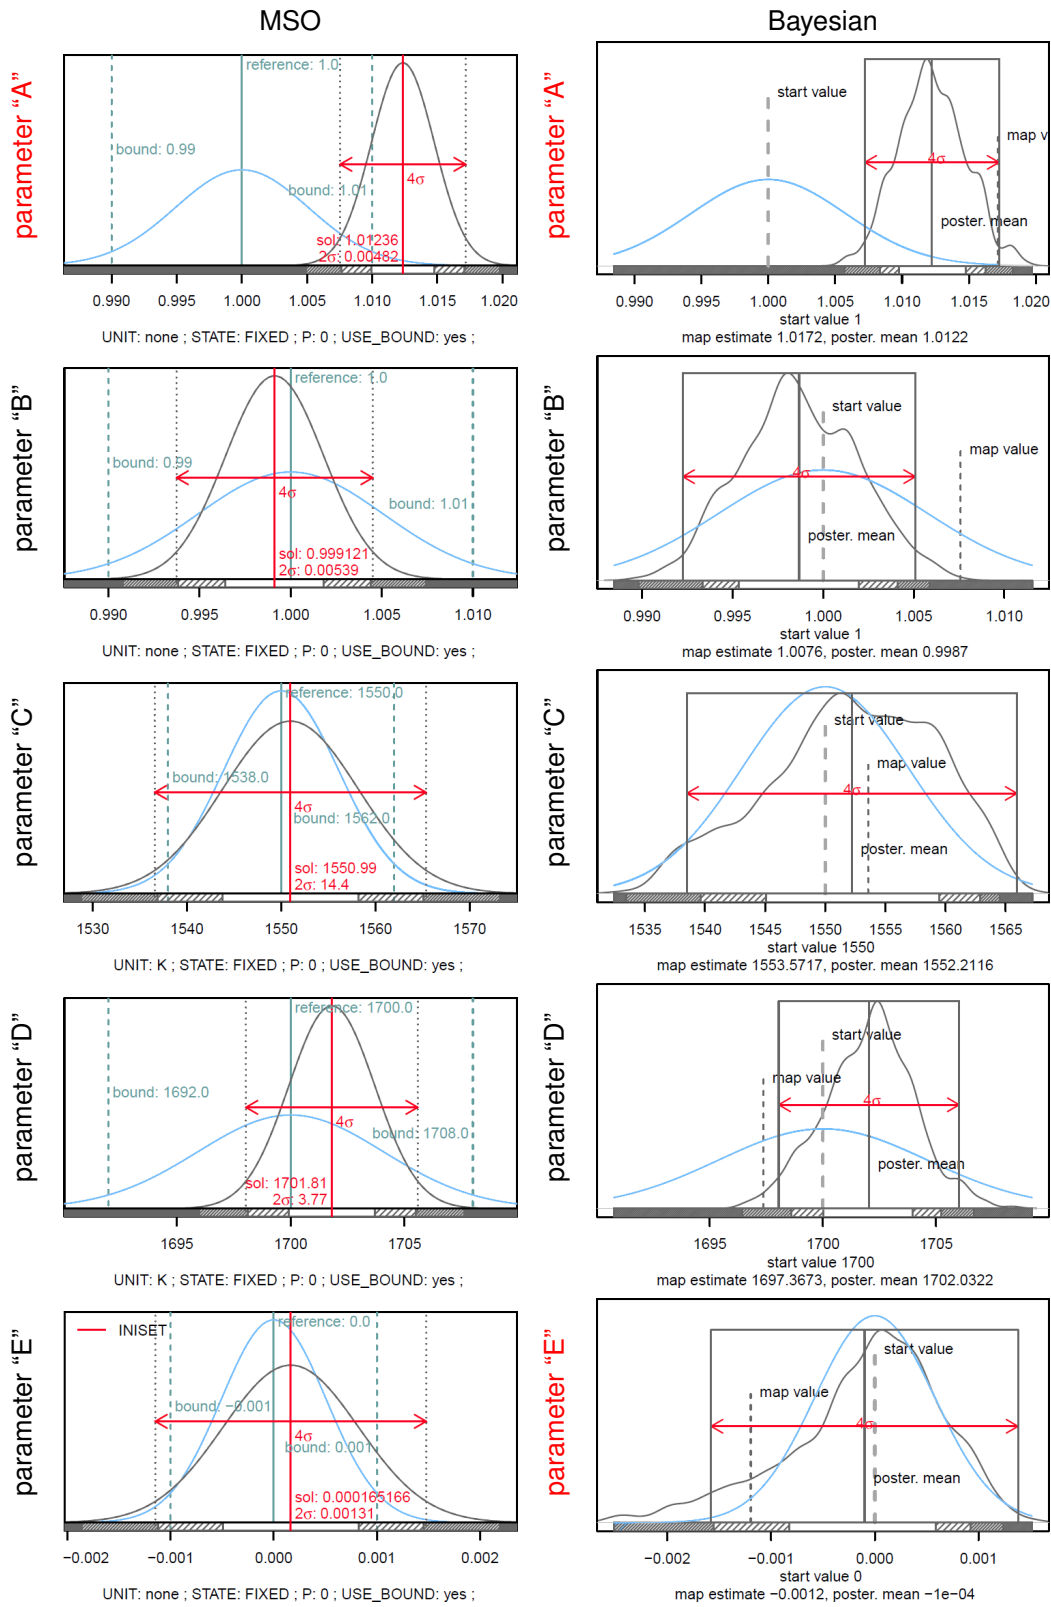 MSO
Bayesian
parameter “A”
reference: 1.0
bound: 0.99
bound: 1.01
4σ
sol: 1.01236
2σ: 0.00482
0.990 0.995 1.000 1.005 1.010 1.015 1.020
UNIT: none ; STATE: FIXED ; P: 0 ; USE_BOUND: yes ;
parameter “A”
start value
map v
4σ
poster. mean
0.990 0.995 1.000 1.005 1.010 1.015 1.020
start value 1
map estimate 1.0172, poster. mean 1.0122
parameter “B”
reference: 1.0
bound: 0.99
4σ
bound: 1.01
sol: 0.999121
2σ: 0.00539
0.990 0.995 1.000 1.005 1.010
UNIT: none ; STATE: FIXED ; P: 0 ; USE_BOUND: yes ;
parameter “B”
start value
map value
4σ
poster. mean
0.990 0.995 1.000 1.005 1.010
start value 1
map estimate 1.0076, poster. mean 0.9987
parameter “C”
reference: 1550.0
bound: 1538.0
4σ
bound: 1562.0
sol: 1550.99
2σ: 14.4
1530 1540 1550 1560 1570
UNIT: K ; STATE: FIXED ; P: 0 ; USE_BOUND: yes ;
parameter “C”
start value
map value
4σ
poster. mean
1535 1540 1545 1550 1555 1560 1565
start value 1550
map estimate 1553.5717, poster. mean 1552.2116
parameter “D”
reference: 1700.0
bound: 1692.0
4σ
bound: 1708.0
sol: 1701.81
2σ: 3.77
1695 1700 1705
UNIT: K ; STATE: FIXED ; P: 0 ; USE_BOUND: yes ;
parameter “D”
start value
map value
4σ
poster. mean
1695 1700 1705
start value 1700
map estimate 1697.3673, poster. mean 1702.0322
parameter “E”
INISET
reference: 0.0
bound: −0.001
4σ
bound: 0.001
sol: 0.000165166
2σ: 0.00131
−0.002 −0.001 0.000 0.001 0.002
UNIT: none ; STATE: FIXED ; P: 0 ; USE_BOUND: yes ;
parameter “E”
start value
map value
4σ
poster. mean
−0.002 −0.001 0.000 0.001
start value 0
map estimate −0.0012, poster. mean −1e−04